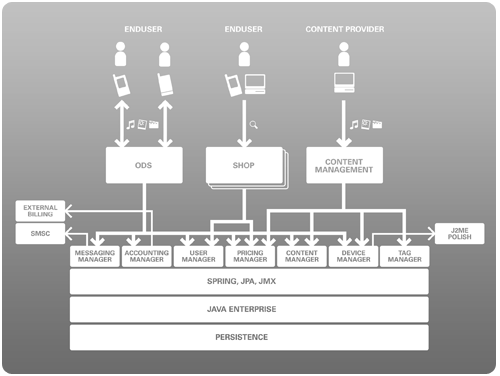 ENDUSER
ENDUSER
CONTENT PROVIDER
ODS
SHOP
CONTENT
MANAGEMENT
EXTERNAL
BILLING
SMSC
J2ME
POLISH
MESSAGING
MANAGER
ACCOUNTING
MANAGER
USER
MANAGER
PRICING
MANAGER
CONTENT
MANAGER
DEVICE
MANAGER
TAG
MANAGER
SPRING, JPA, JMX
JAVA ENTERPRISE
PERSISTENCE